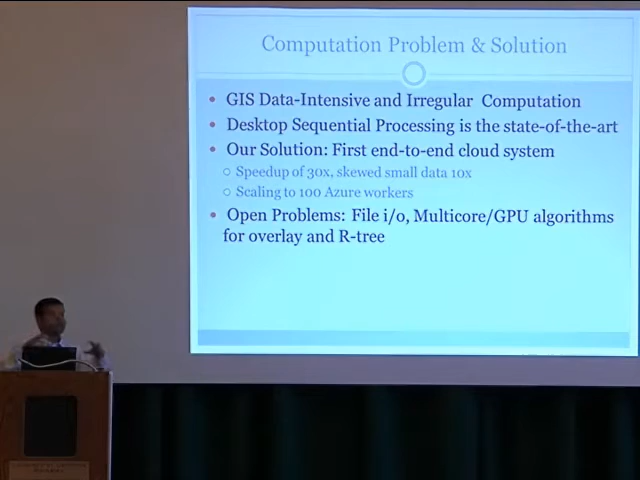 Computation Problem & Solution
• GIS Data-Intensive and Irregular Computation
• Desktop Sequential Processing is the state-of-the-art
• Our Solution: First end-to-end cloud system
○ Speedup of 30x, skewed small data 10x
○ Scaling to 100 Azure workers
• Open Problems: File i/o, Multicore/GPU algorithms
for overlay and R-tree